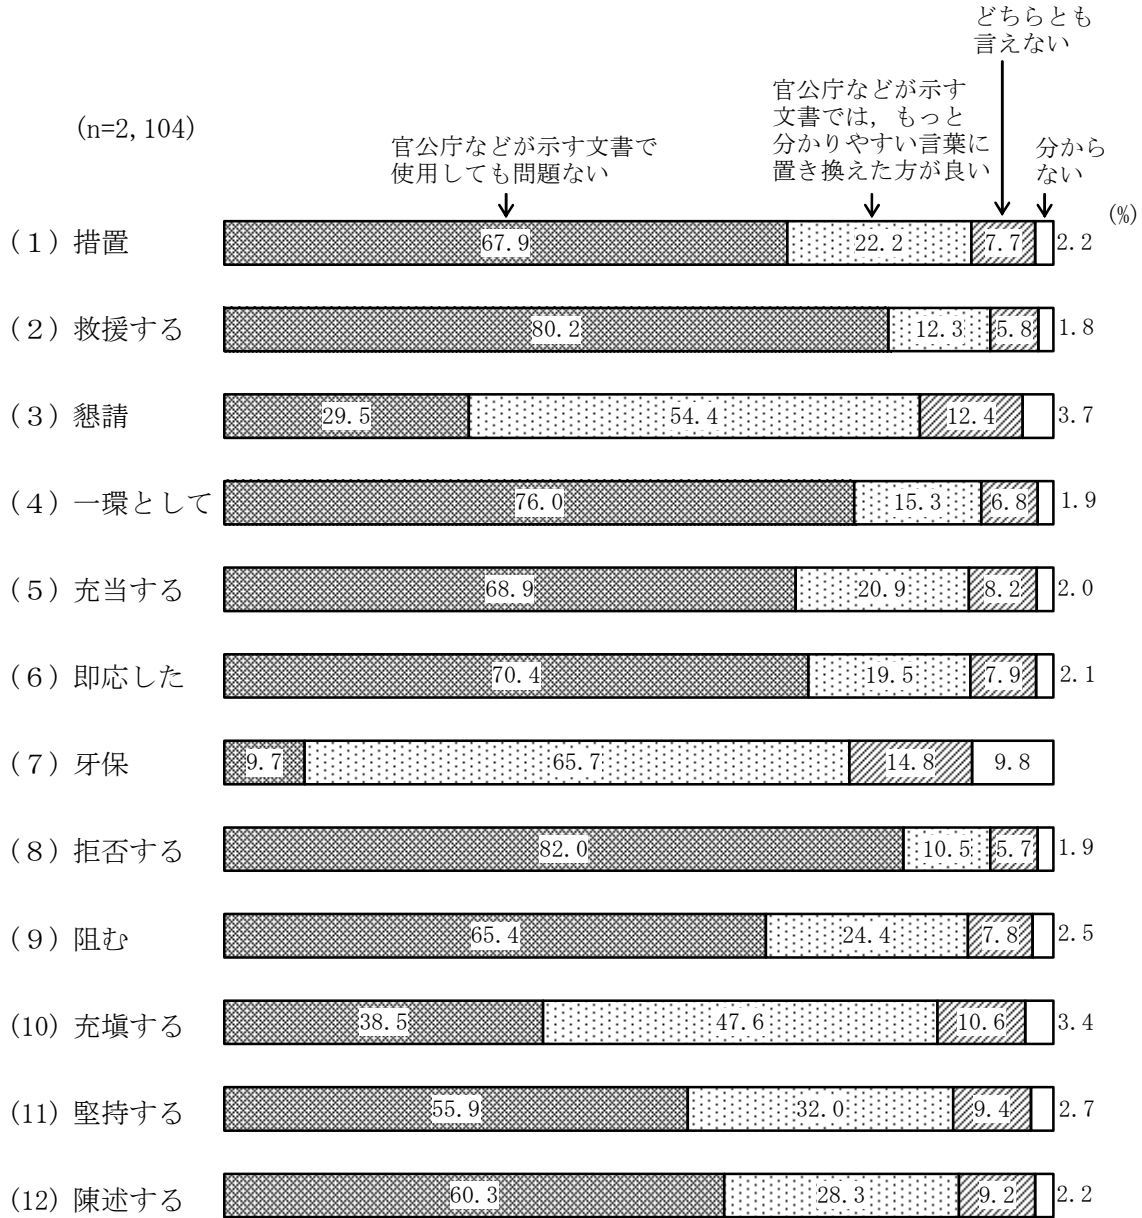 どちらとも
言えない
官公庁などが示す
文書では，もっと
分かりやすい言葉に
置き換えた方が良い
(n=2,104)
官公庁などが示す文書で
使用しても問題ない
分から
ない
(%)
(１) 措置 67.9 22.2 7.7 2.2
(２) 救援する 80.2 12.3 5.8 1.8
(３) 懇請 29.5 54.4 12.4 3.7
(４) 一環として 76.0 15.3 6.8 1.9
(５) 充当する 68.9 20.9 8.2 2.0
(６) 即応した 70.4 19.5 7.9 2.1
(７) 牙保 9.7 65.7 14.8 9.8
(８) 拒否する 82.0 10.5 5.7 1.9
(９) 阻む 65.4 24.4 7.8 2.5
(10) 充塡する 38.5 47.6 10.6 3.4
(11) 堅持する 55.9 32.0 9.4 2.7
(12) 陳述する 60.3 28.3 9.2 2.2